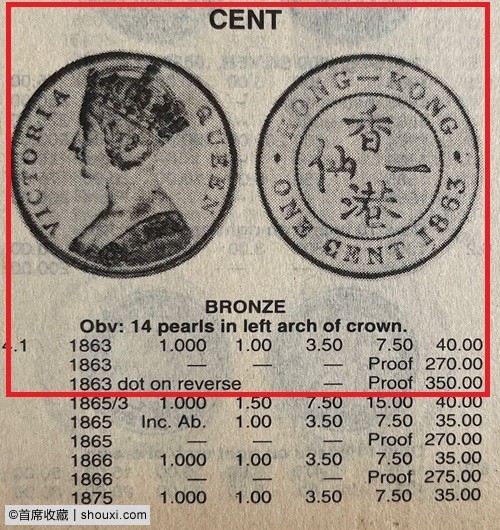 CENT
VICTORIA QUEEN
HONG-KONG
香
仙 一
港
ONE CENT 1863
BRONZE
Obv: 14 pearls in left arch of crown.
4.1 1863 1.000 1.00 3.50 7.50 40.00
1863 — — — Proof 270.00
1863 dot on reverse — Proof 350.00
1865/3 1.000 1.50 7.50 15.00 40.00
1865 Inc. Ab. 1.00 3.50 7.50 35.00
1865 — — — Proof 270.00
1866 1.000 1.00 3.50 7.50 35.00
1866 — — — Proof 275.00
1875 1.000 1.00 3.50 7.50 35.00
©首席收藏 | shouxi.com